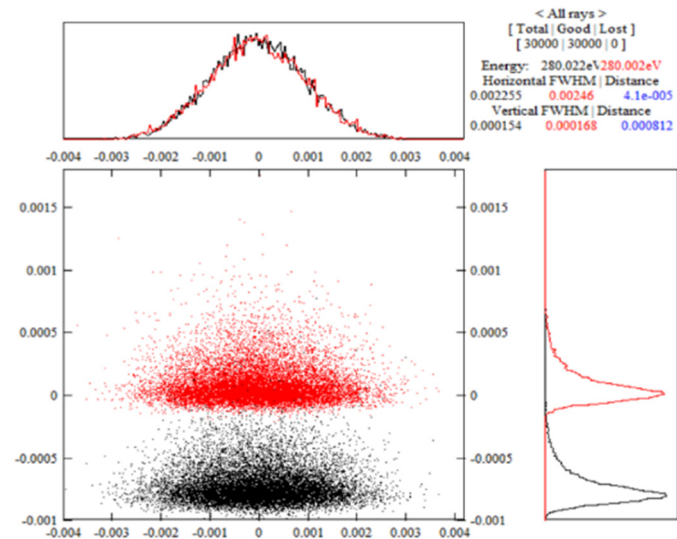 < All rays >
[ Total | Good | Lost ]
[ 30000 | 30000 | 0 ]
Energy: 280.022eV 280.002eV
Horizontal FWHM | Distance
0.002255 0.00246 4.1e-005
Vertical FWHM | Distance
0.000154 0.000168 0.000812
-0.004 -0.003 -0.002 -0.001 0 0.001 0.002 0.003 0.004
0.0015 0.0015
0.001 0.001
0.0005 0.0005
0 0
-0.0005 -0.0005
-0.001 -0.001
-0.004 -0.003 -0.002 -0.001 0 0.001 0.002 0.003 0.004